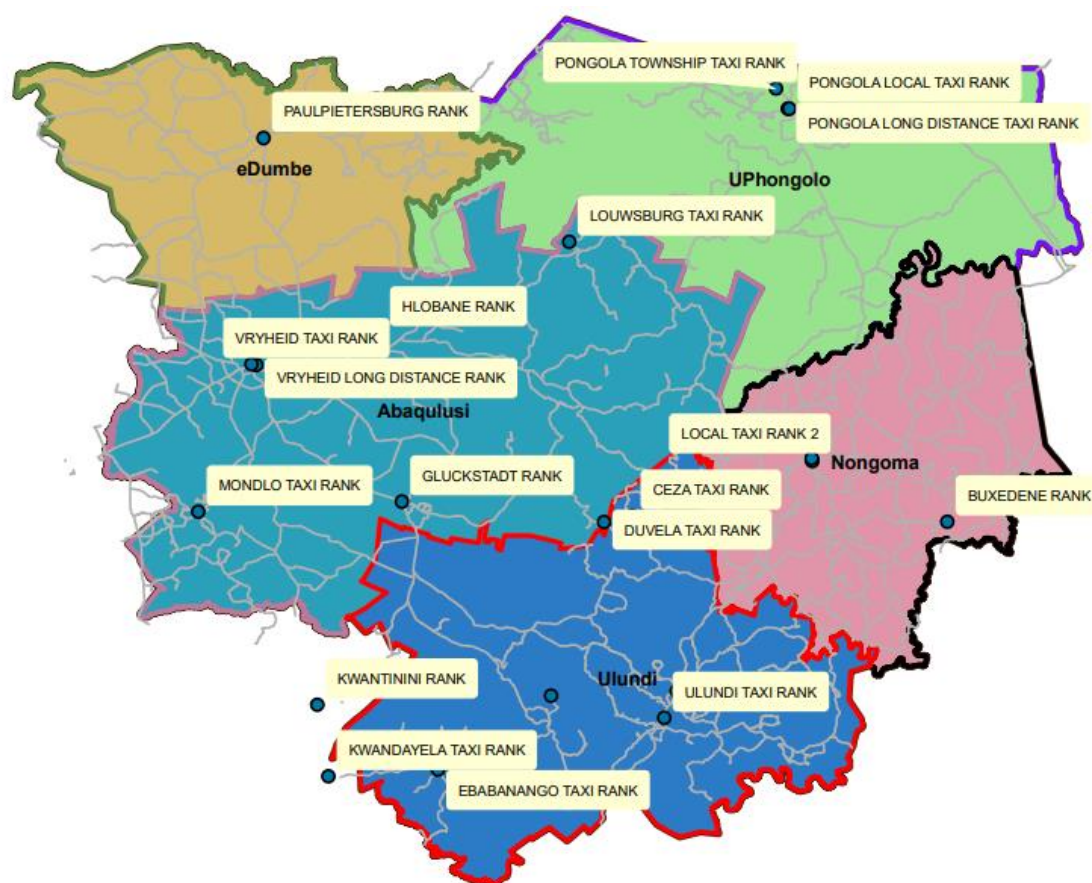 PONGOLA TOWNSHIP TAXI RANK
PONGOLA LOCAL TAXI RANK
PAULPIETERSBURG RANK
PONGOLA LONG DISTANCE TAXI RANK
eDumbe
UPhongolo
LOUWSBURG TAXI RANK
HLOBANE RANK
VRYHEID TAXI RANK
VRYHEID LONG DISTANCE RANK
Abaqulusi
LOCAL TAXI RANK 2
Nongoma
MONDLO TAXI RANK
GLUCKSTADT RANK
CEZA TAXI RANK
BUXEDENE RANK
DUVELA TAXI RANK
KWANTININI RANK
Ulundi
ULUNDI TAXI RANK
KWANDAYELA TAXI RANK
EBABANANGO TAXI RANK